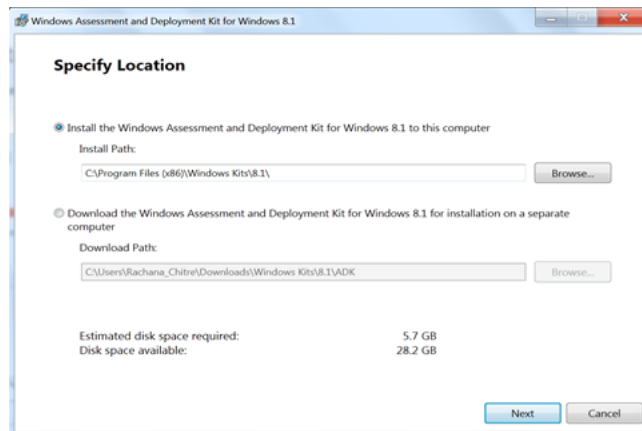 Windows Assessment and Deployment Kit for Windows 8.1
Specify Location
Install the Windows Assessment and Deployment Kit for Windows 8.1 to this computer
Install Path:
C:\Program Files (x86)\Windows Kits\8.1\
Browse...
Download the Windows Assessment and Deployment Kit for Windows 8.1 for installation on a separate
computer
Download Path:
C:\Users\Rachana_Chitre\Downloads\Windows Kits\8.1\ADK
Browse...
Estimated disk space required: 5.7 GB
Disk space available: 28.2 GB
Next Cancel